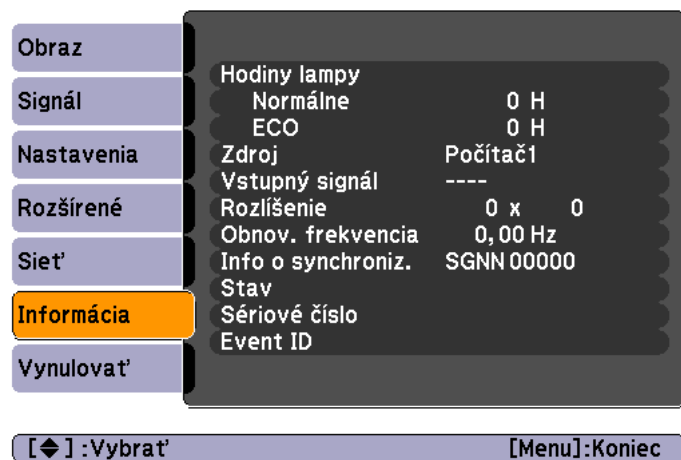 Obraz
Signál
Nastavenia
Rozšírené
Sieť
Informácia
Vynulovať
Hodiny lampy
Normálne 0 H
ECO 0 H
Zdroj Počítač1
Vstupný signál ----
Rozlíšenie 0 x 0
Obnov. frekvencia 0,00 Hz
Info o synchroniz. SGNN 00000
Stav
Sériové číslo
Event ID
[◆] :Vybrať [Menu]:Koniec